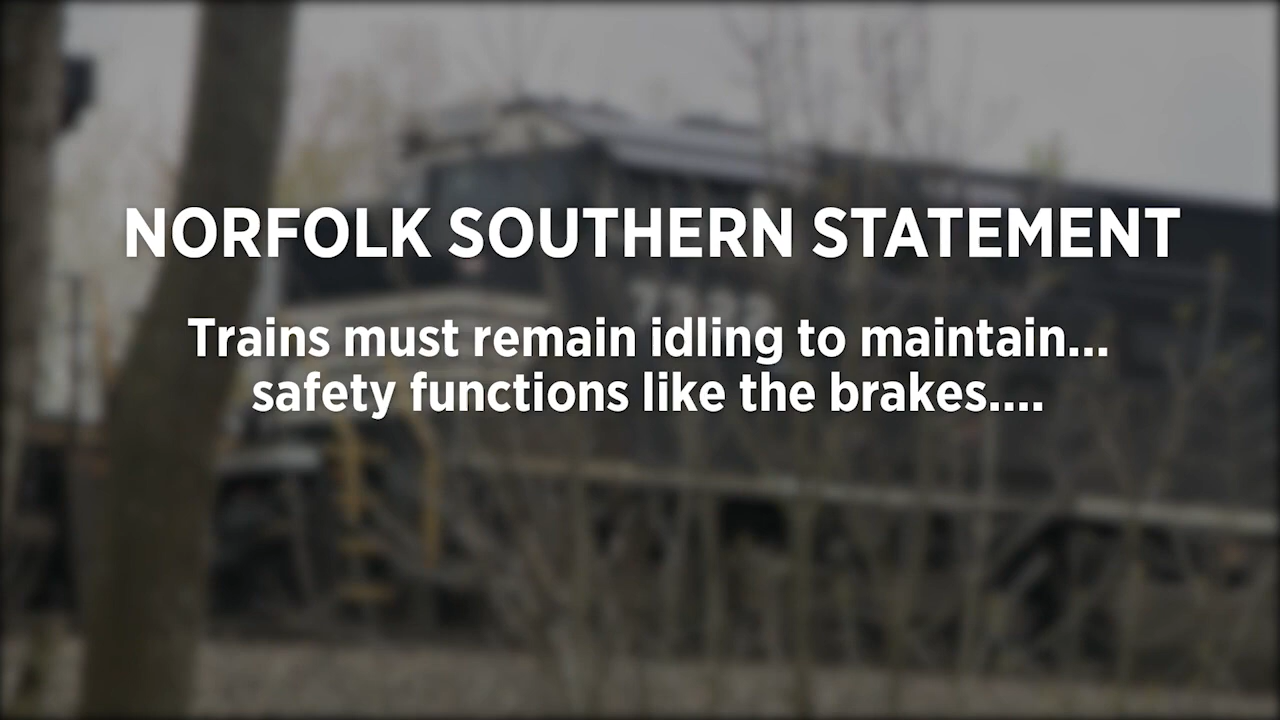 NORFOLK SOUTHERN STATEMENT
Trains must remain idling to maintain...
safety functions like the brakes....